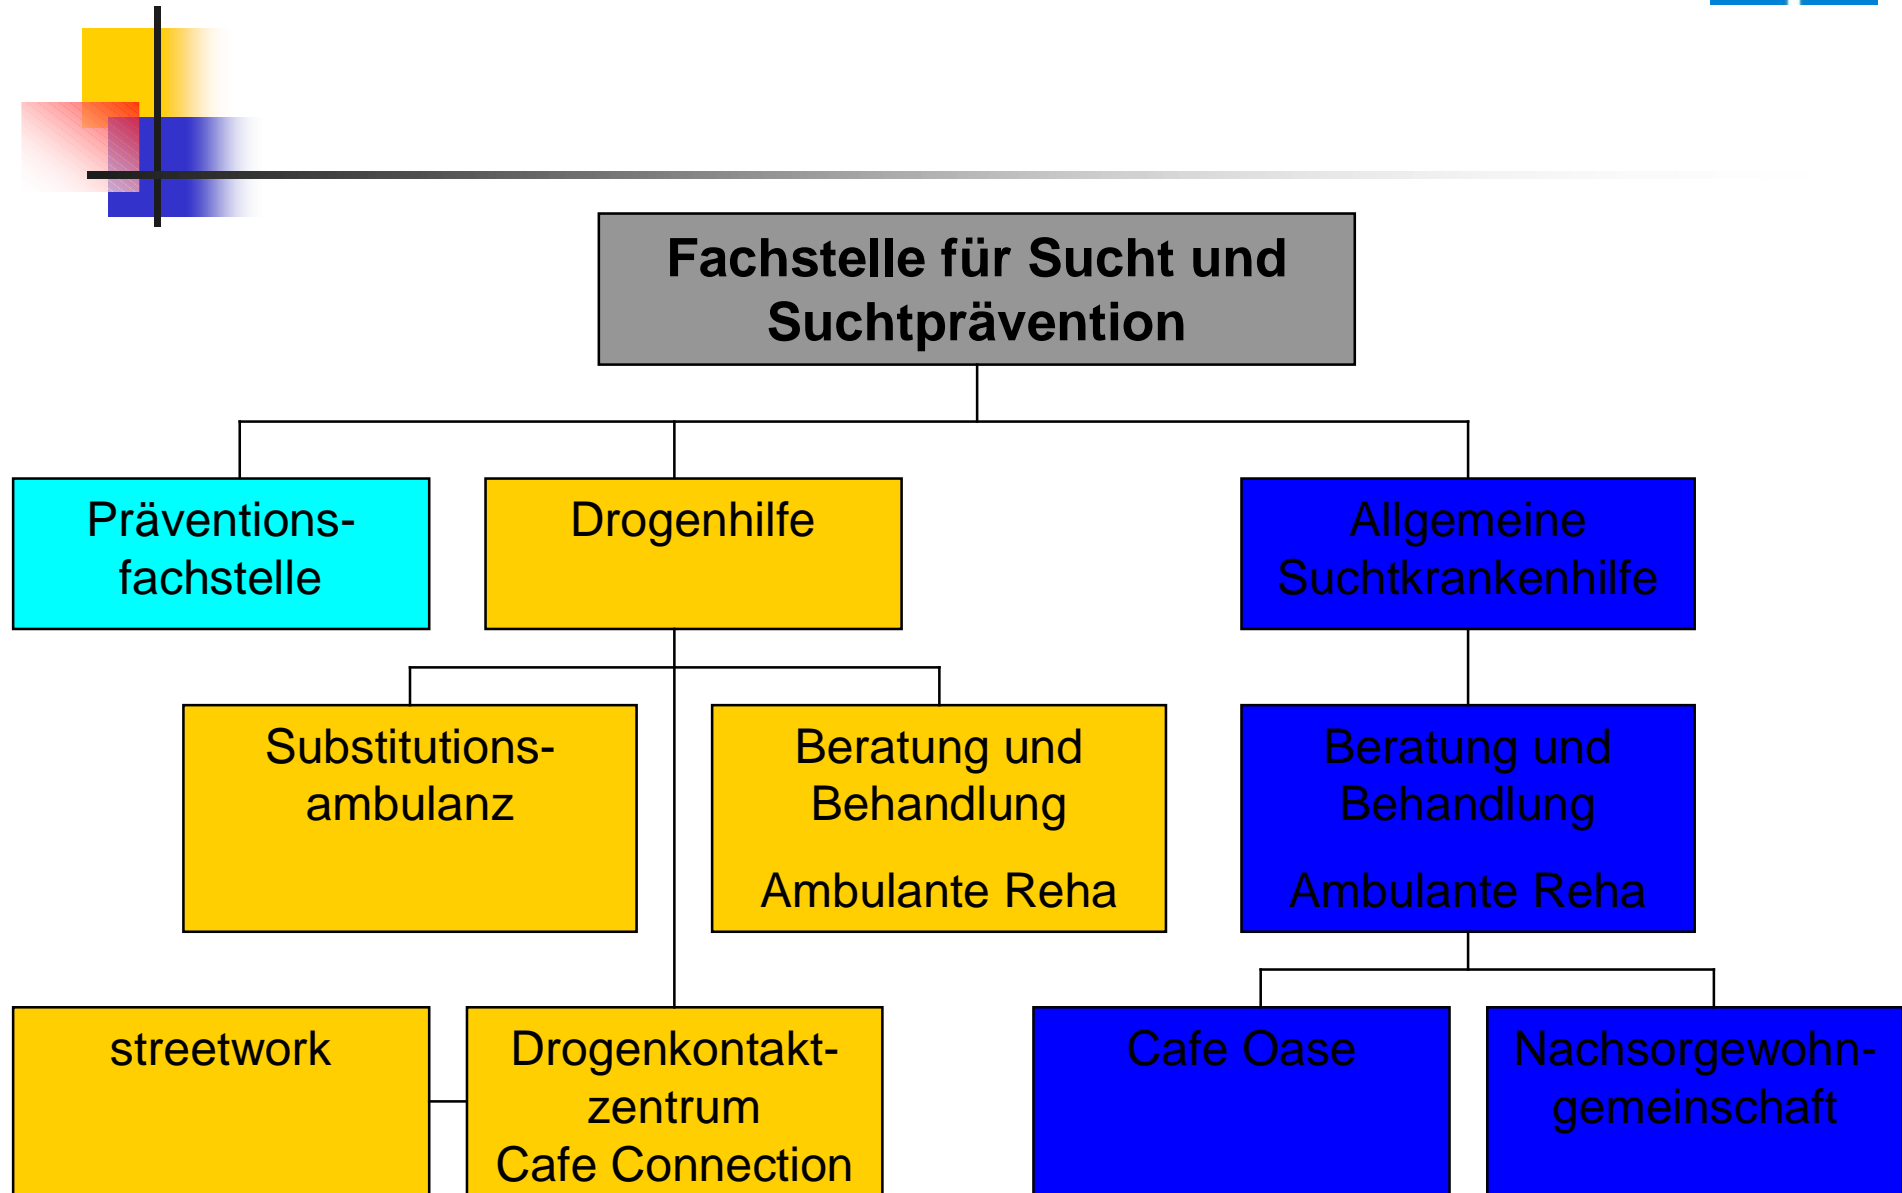 Fachstelle für Sucht und
Suchtprävention
Präventions-
fachstelle
Drogenhilfe
Allgemeine
Suchtkrankenhilfe
Substitutions-
ambulanz
Beratung und
Behandlung
Ambulante Reha
Beratung und
Behandlung
Ambulante Reha
streetwork
Drogenkontakt-
zentrum
Cafe Connection
Cafe Oase
Nachsorgewohn-
gemeinschaft